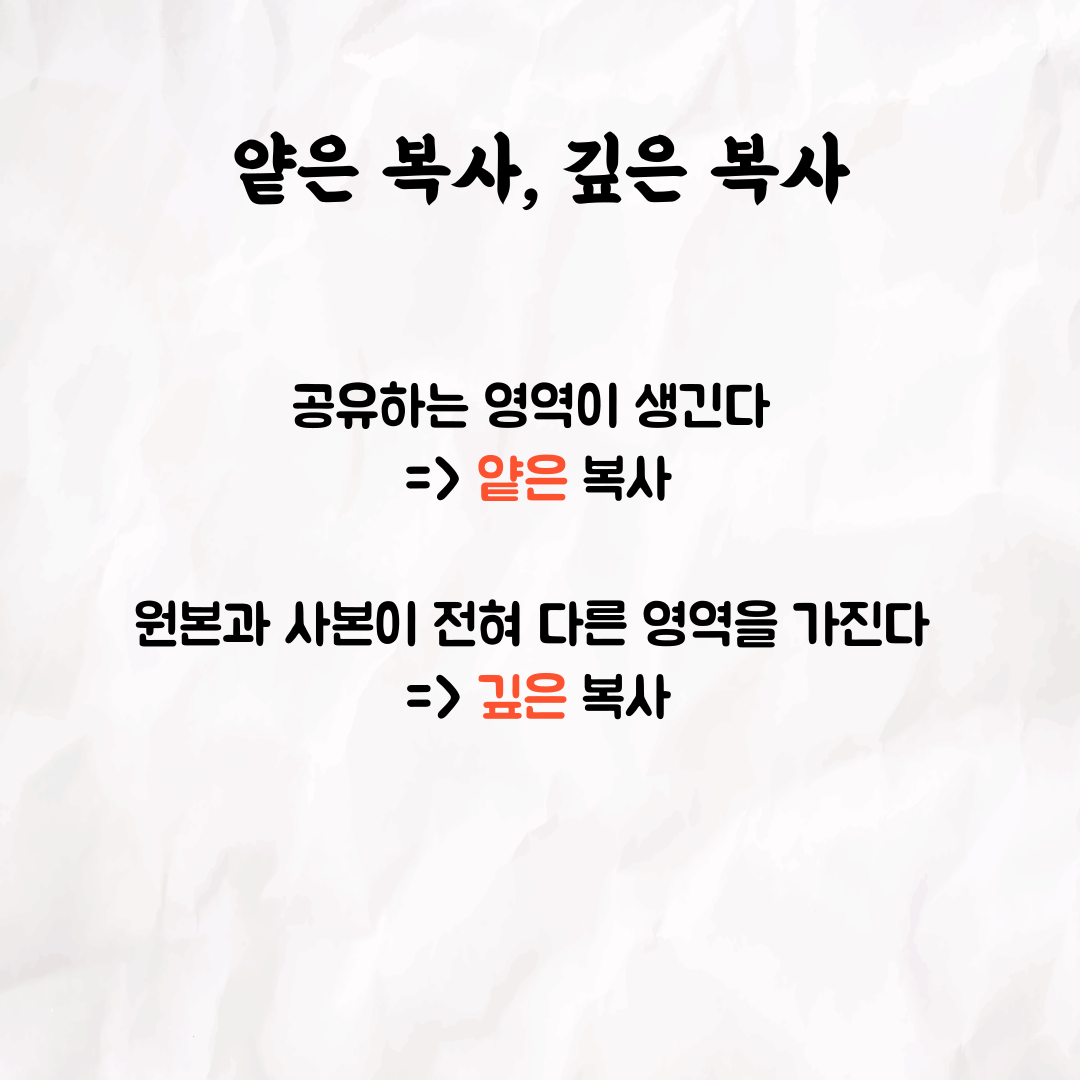 얕은 복사, 깊은 복사
공유하는 영역이 생긴다
=> 얕은 복사
원본과 사본이 전혀 다른 영역을 가진다
=> 깊은 복사